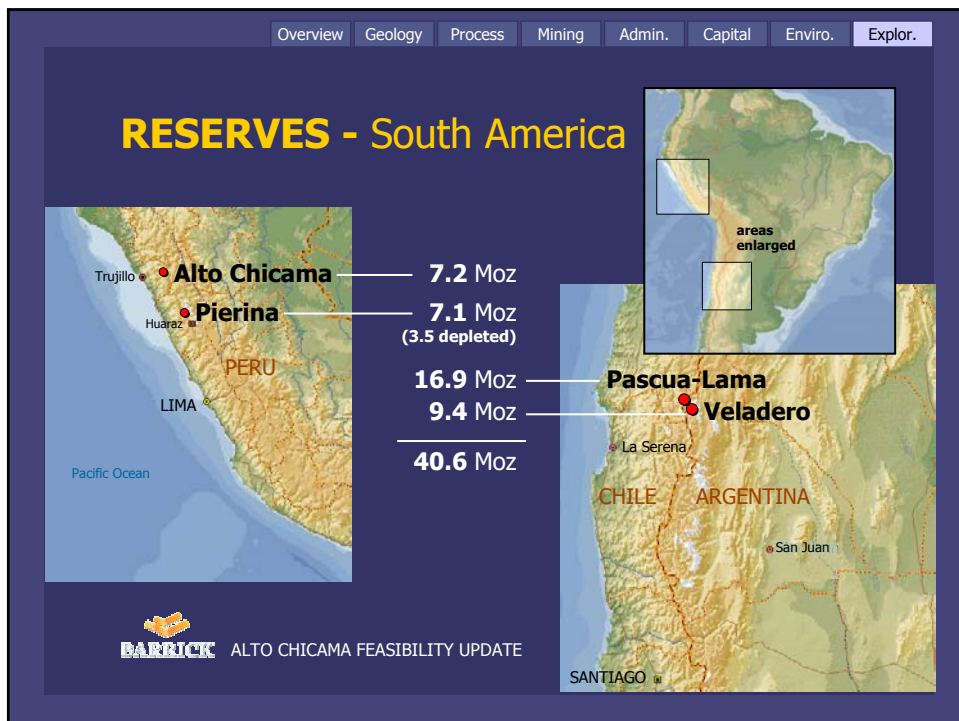 Overview Geology Process Mining Admin. Capital Enviro. Explor.
RESERVES - South America
areas
enlarged
Trujillo
Alto Chicama
7.2 Moz
Huaraz
Pierina
7.1 Moz
(3.5 depleted)
PERU
LIMA
Pacific Ocean
16.9 Moz
Pascua-Lama
9.4 Moz
Veladero
40.6 Moz
La Serena
CHILE ARGENTINA
San Juan
SANTIAGO
BARRICK ALTO CHICAMA FEASIBILITY UPDATE